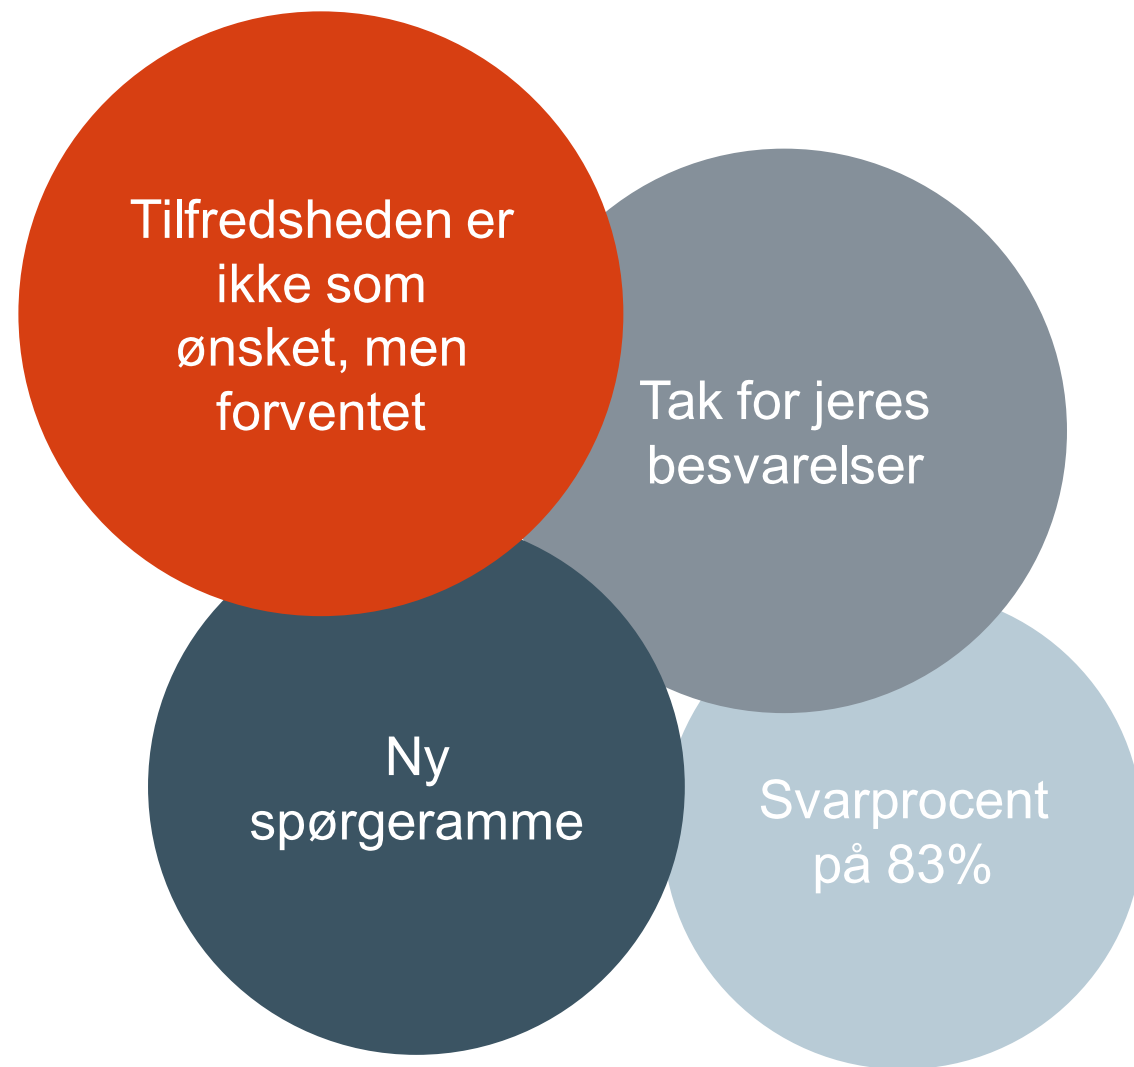 Tilfredsheden er
ikke som
ønsket, men
forventet
Tak for jeres
besvarelser
Ny
spørgeramme
Svarprocent
på 83%